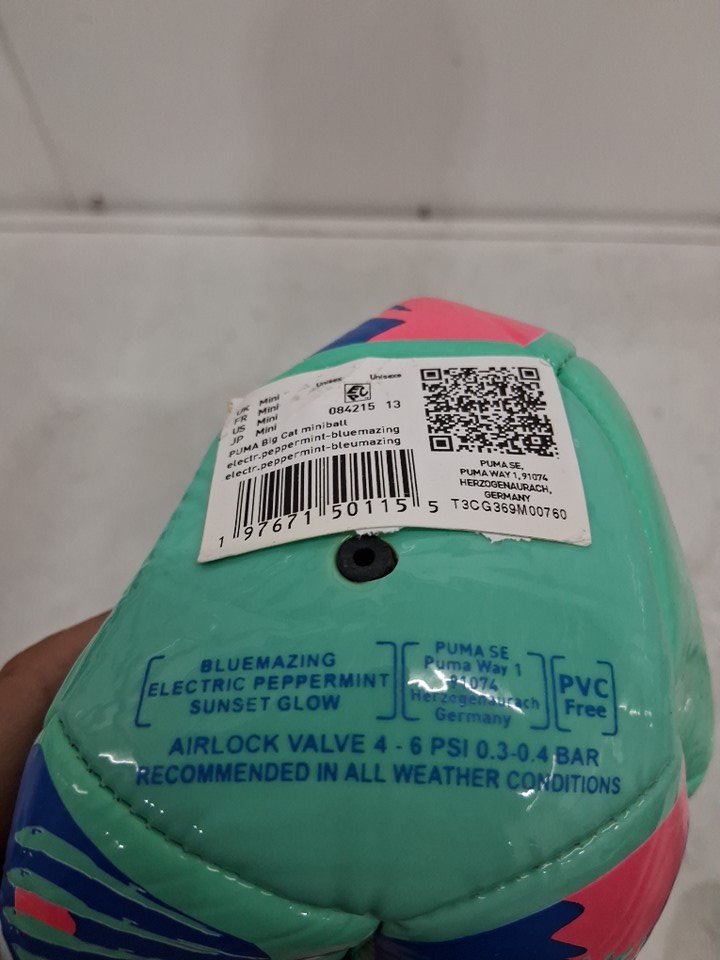 Unisex Unisexe
UK Mini
FR Mini
US Mini 084215 13
JP Mini
PUMA Big Cat miniball
electr.peppermint-bluemazing
electr.peppermint-bleumazing
1 97671 50115 5
PUMA SE,
PUMA WAY 1, 91074
HERZOGENAURACH,
GERMANY
T3CG369M00760
BLUEMAZING
ELECTRIC PEPPERMINT
SUNSET GLOW
PUMA SE
Puma Way 1
91074
Herzogenaurach
Germany
PVC
Free
AIRLOCK VALVE 4 - 6 PSI 0.3-0.4 BAR
RECOMMENDED IN ALL WEATHER CONDITIONS